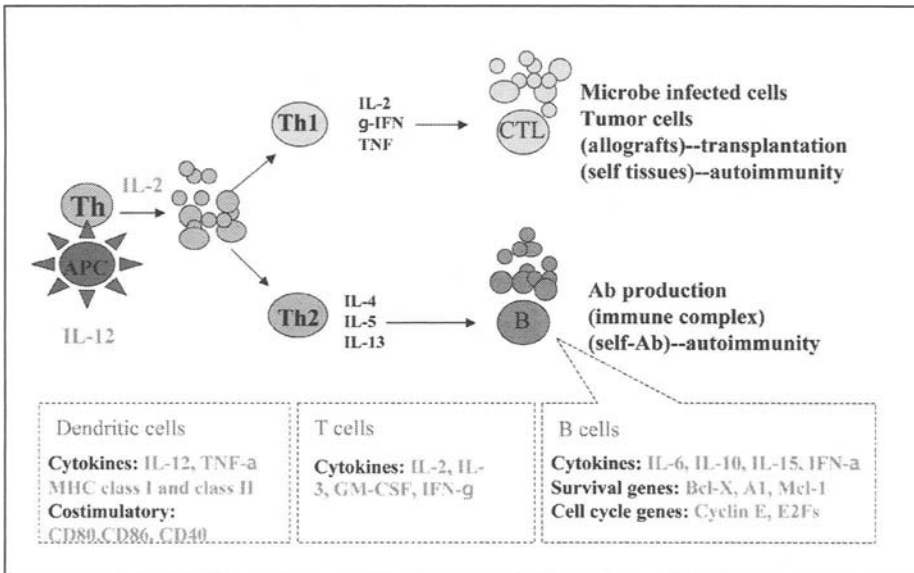 IL-2
g-IFN
TNF
Th1
CTL
Microbe infected cells
Tumor cells
(allografts)--transplantation
(self tissues)--autoimmunity
Th
IL-2
APC
IL-12
Th2
IL-4
IL-5
IL-13
B
Ab production
(immune complex)
(self-Ab)--autoimmunity
Dendritic cells
Cytokines: IL-12, TNF-a
MHC class I and class II
Costimulatory:
CD80,CD86, CD40
T cells
Cytokines: IL-2, IL-
3, GM-CSF, IFN-g
B cells
Cytokines: IL-6, IL-10, IL-15, IFN-a
Survival genes: Bcl-X, A1, Mcl-1
Cell cycle genes: Cyclin E, E2Fs